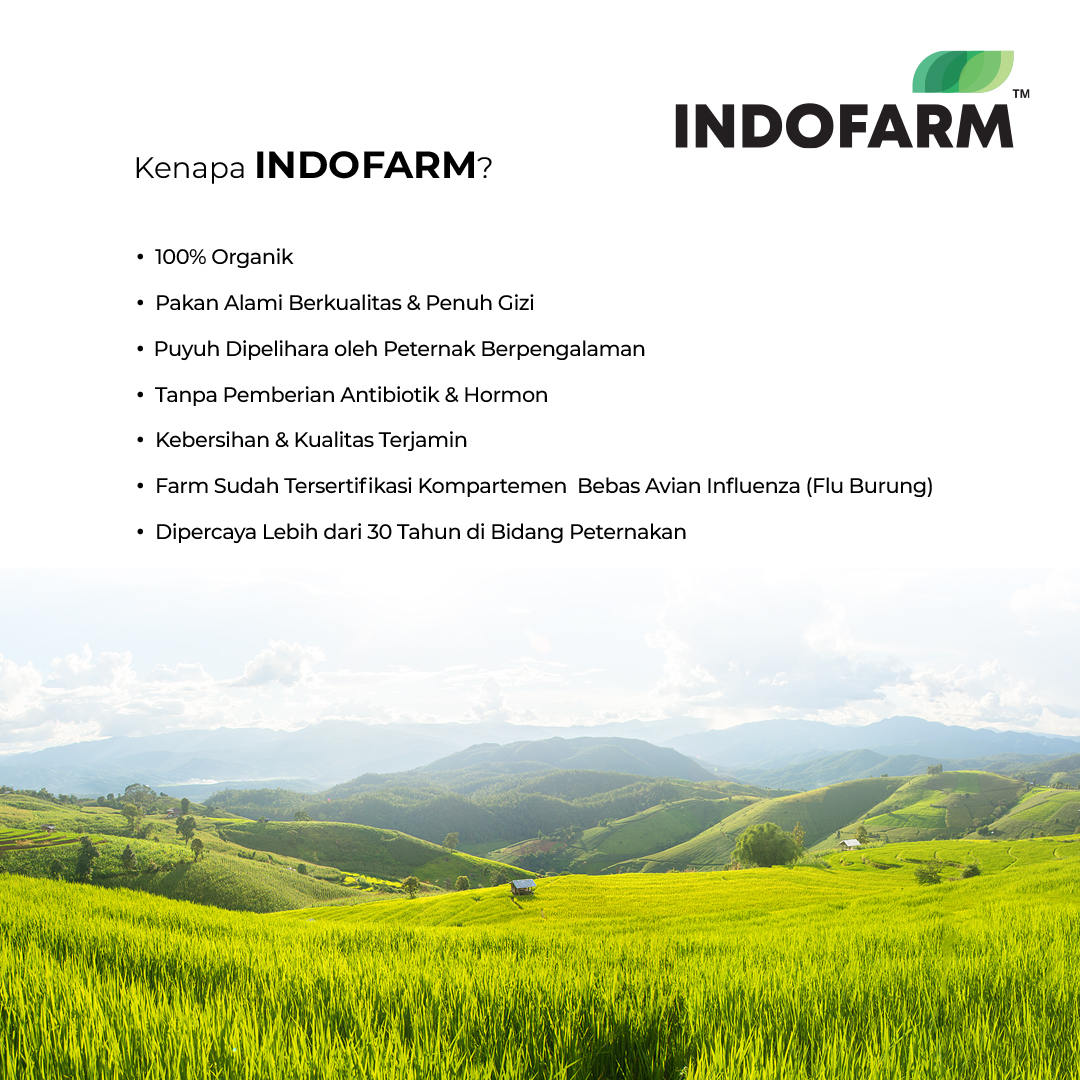 INDOFARM™
Kenapa INDOFARM?
• 100% Organik
• Pakan Alami Berkualitas & Penuh Gizi
• Puyuh Dipelihara oleh Peternak Berpengalaman
• Tanpa Pemberian Antibiotik & Hormon
• Kebersihan & Kualitas Terjamin
• Farm Sudah Tersertifikasi Kompartemen  Bebas Avian Influenza (Flu Burung)
• Dipercaya Lebih dari 30 Tahun di Bidang Peternakan